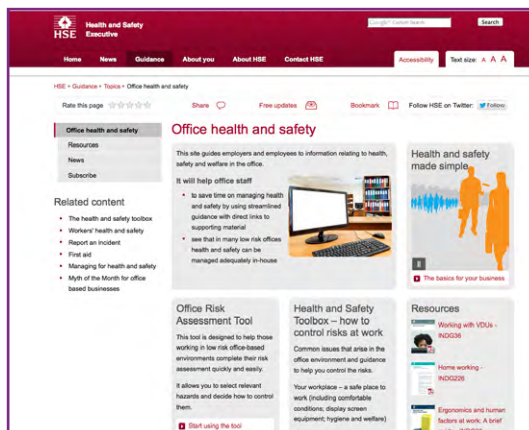 HSE
Health and Safety
Executive
Custom Search
Search
Home News Guidance About you About HSE Contact HSE
Accessibility Text size: A A A
HSE > Guidance > Topics > Office health and safety
Rate this page Share Free updates Bookmark Follow HSE on Twitter: Follow
Office health and safety
Resources
News
Subscribe
Related content
The health and safety toolbox
Workers' health and safety
Report an incident
First aid
Managing for health and safety
Myth of the Month for office
based businesses
Office health and safety
This site guides employers and employees to information relating to health,
safety and welfare in the office.
It will help office staff
to save time on managing health
and safety by using streamlined
guidance with direct links to
supporting material
see that in many low risk offices
health and safety can be
managed adequately in-house
Health and safety
made simple
The basics for your business
Office Risk
Assessment Tool
This tool is designed to help those
working in low risk office-based
environments complete their risk
assessment quickly and easily.
It allows you to select relevant
hazards and decide how to control
them.
Start using the tool
Health and Safety
Toolbox – how to
control risks at work
Common issues that arise in the
office environment and guidance
to help you control the risks.
Your workplace – a safe place to
work (including comfortable
conditions; display screen
equipment; hygiene and welfare)
Resources
Working with VDUs -
INDG36
Home working -
INDG226
Ergonomics and human
factors at work: A brief